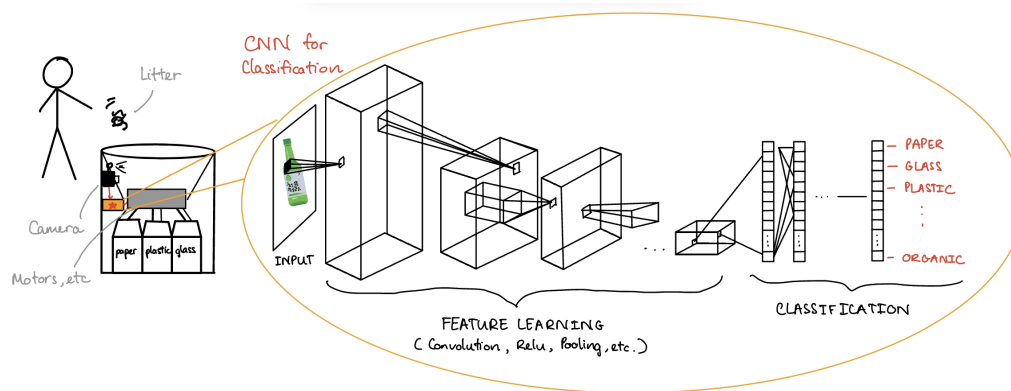 CNN for
Classification
Litter
Camera
Motors, etc
paper
plastic
glass
INPUT
FEATURE LEARNING
( Convolution, Relu, Pooling, etc.)
PAPER
GLASS
PLASTIC
ORGANIC
CLASSIFICATION